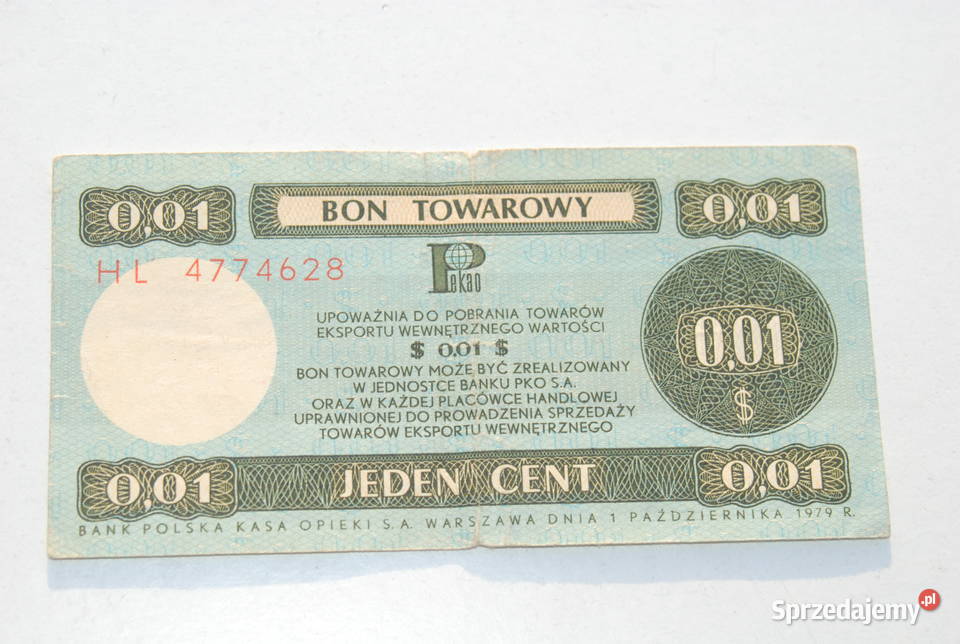 0,01 BON TOWAROWY 0,01
HL 4774628
Pekao
UPOWAŻNIA DO POBRANIA TOWARÓW
EKSPORTU WEWNĘTRZNEGO WARTOŚCI
$ 0,01 $
BON TOWAROWY MOŻE BYĆ ZREALIZOWANY
W JEDNOSTCE BANKU PKO S.A.
ORAZ W KAŻDEJ PLACÓWCE HANDLOWEJ
UPRAWNIONEJ DO PROWADZENIA SPRZEDAŻY
TOWARÓW EKSPORTU WEWNĘTRZNEGO
0,01
$
0,01 JEDEN CENT 0,01
BANK POLSKA KASA OPIEKI S.A. WARSZAWA DNIA 1 PAŹDZIERNIKA 1979 R.
Sprzedajemy.pl